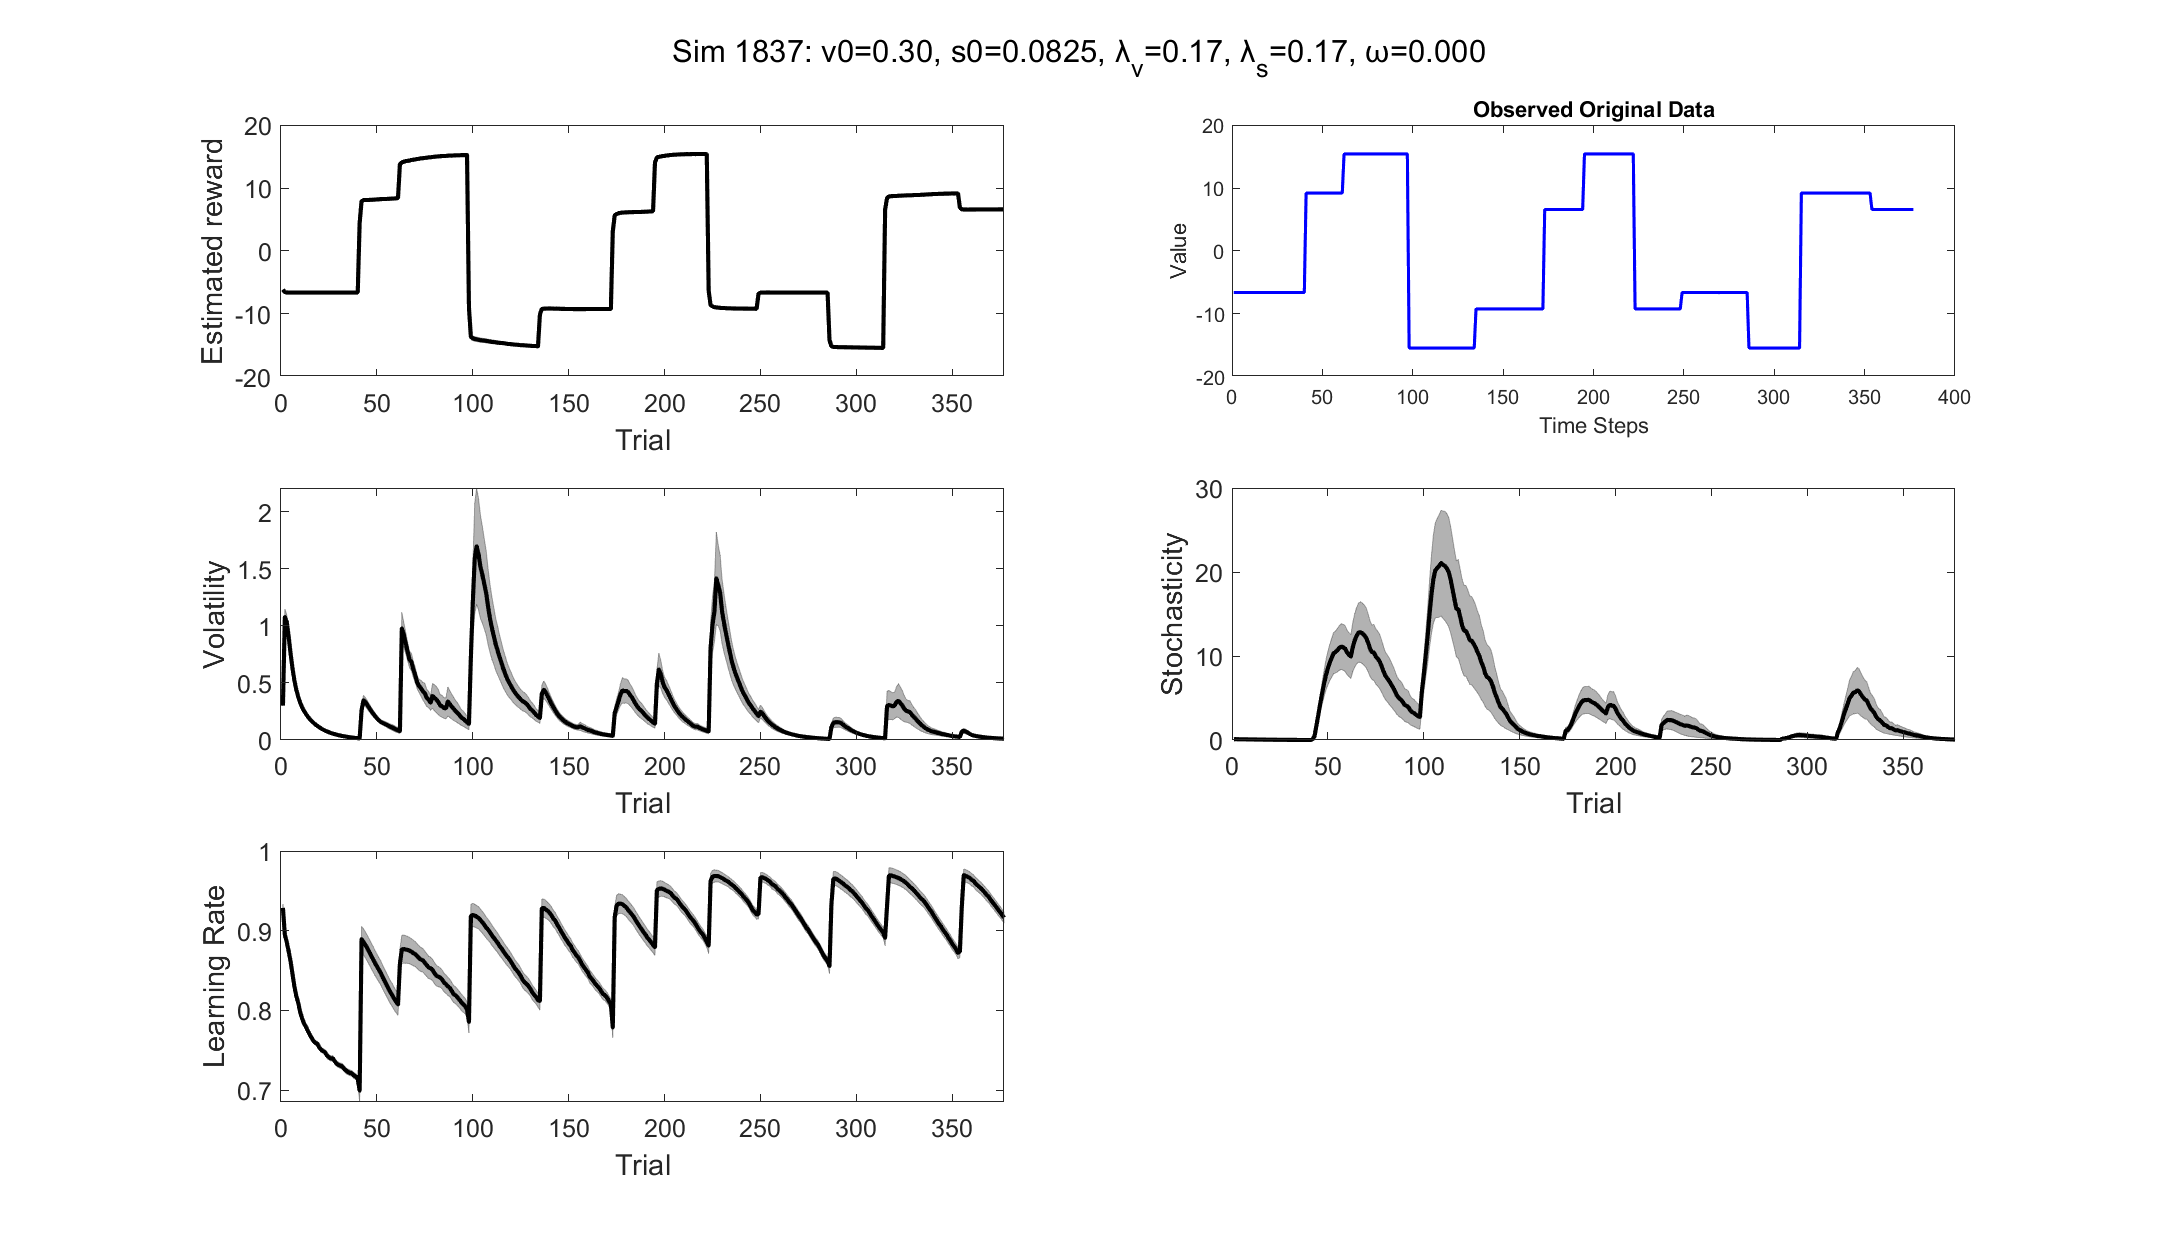 Sim 1837: v0=0.30, s0=0.0825, λv=0.17, λs=0.17, ω=0.000
Estimated reward
20
10
0
-10
-20
0 50 100 150 200 250 300 350
Trial
Observed Original Data
Value
20
10
0
-10
-20
0 50 100 150 200 250 300 350 400
Time Steps
Volatility
2
1.5
1
0.5
0
0 50 100 150 200 250 300 350
Trial
Stochasticity
30
20
10
0
0 50 100 150 200 250 300 350
Trial
Learning Rate
1
0.9
0.8
0.7
0 50 100 150 200 250 300 350
Trial